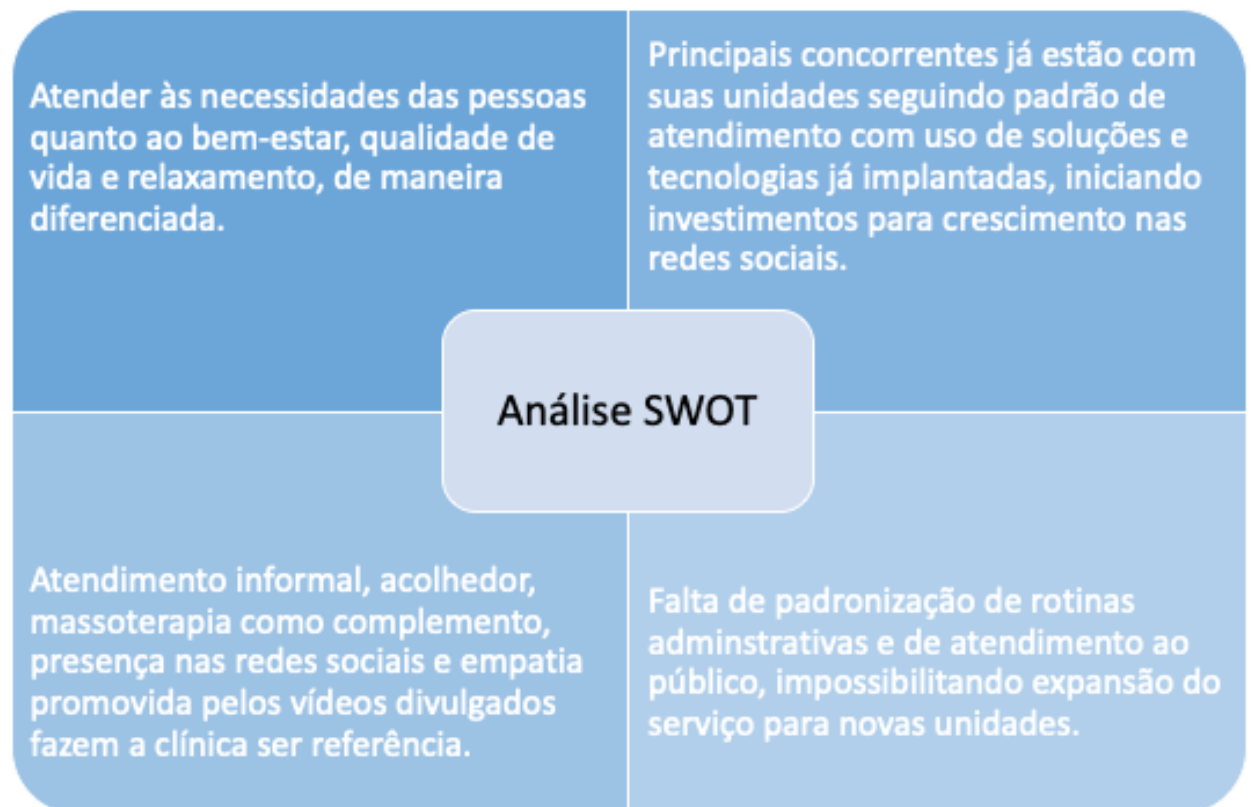 Atender às necessidades das pessoas
quanto ao bem-estar, qualidade de
vida e relaxamento, de maneira
diferenciada.
Principais concorrentes já estão com
suas unidades seguindo padrão de
atendimento com uso de soluções e
tecnologias já implantadas, iniciando
investimentos para crescimento nas
redes sociais.
Análise SWOT
Atendimento informal, acolhedor,
massoterapia como complemento,
presença nas redes sociais e empatia
promovida pelos vídeos divulgados
fazem a clínica ser referência.
Falta de padronização de rotinas
adminstrativas e de atendimento ao
público, impossibilitando expansão do
serviço para novas unidades.